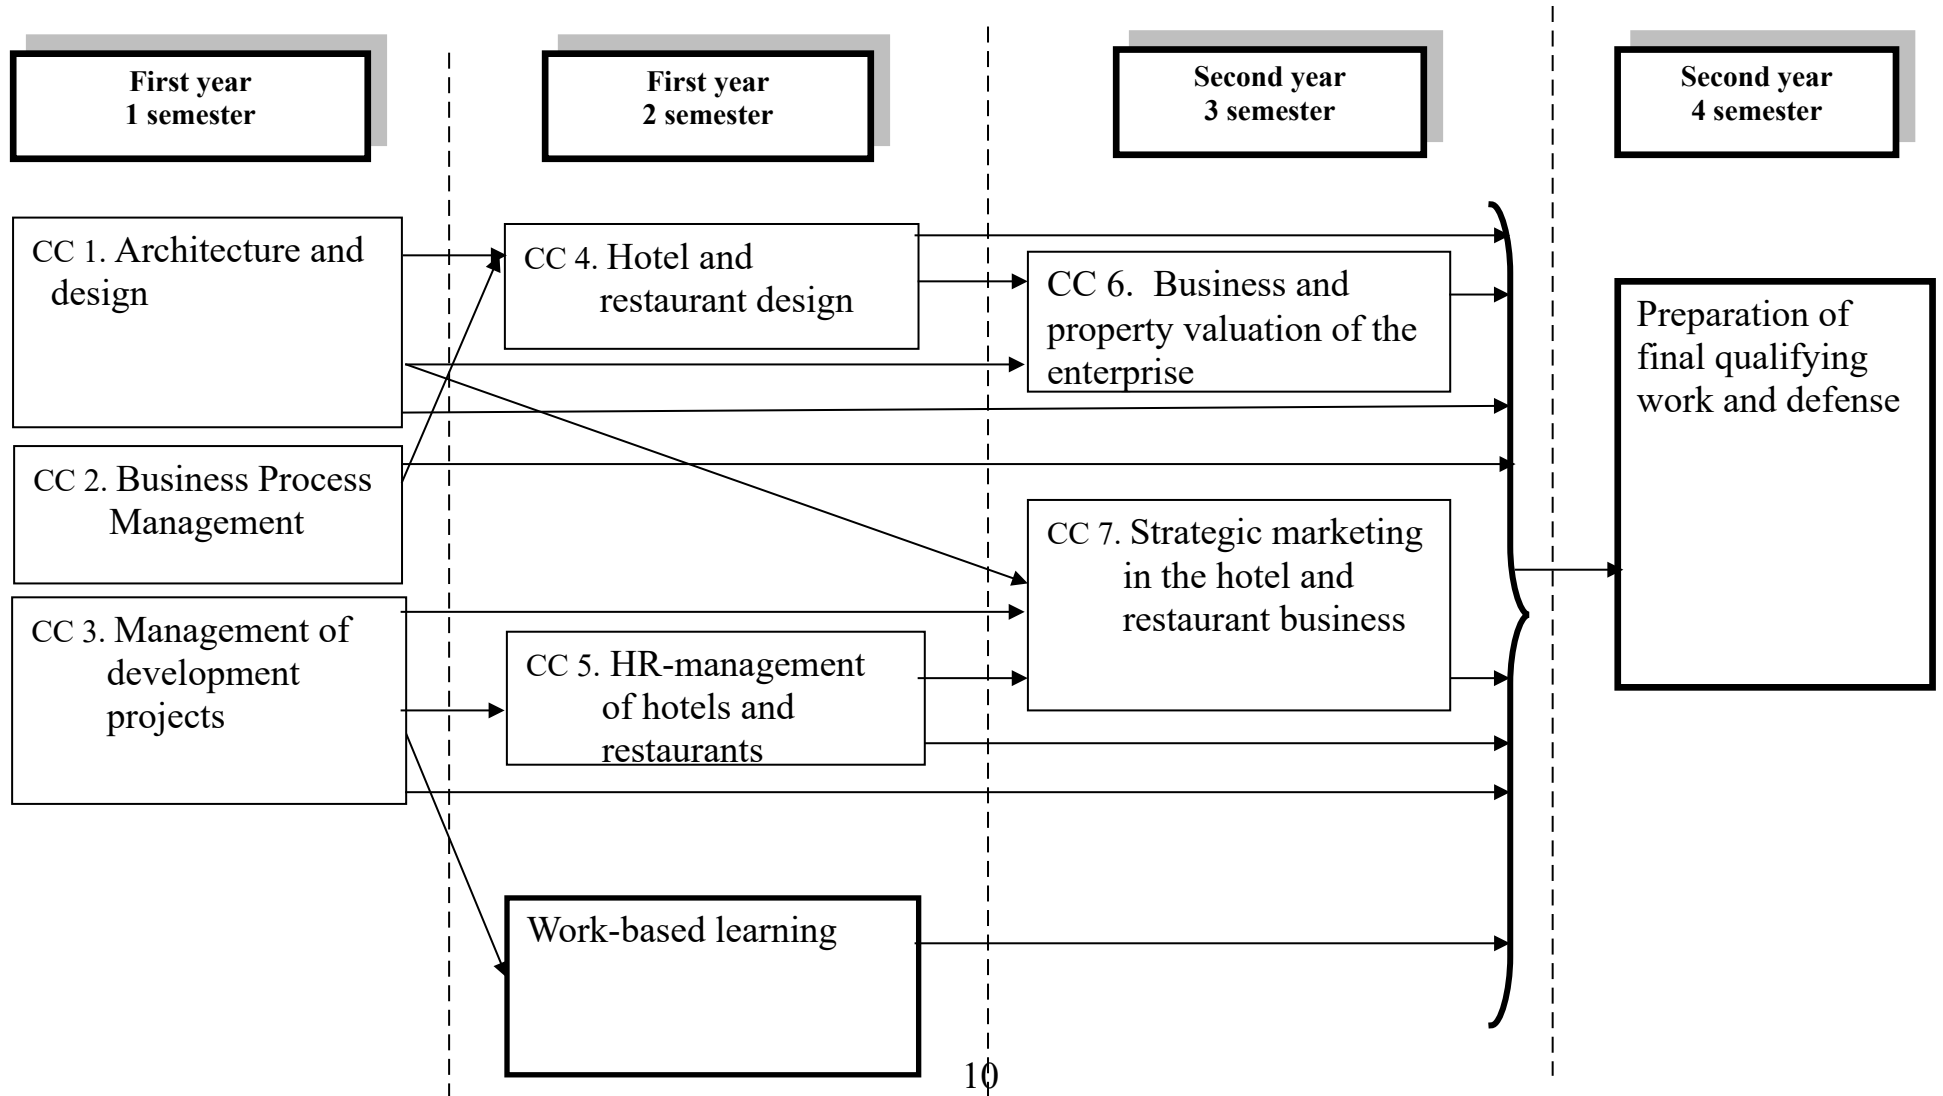 First year
1 semester
First year
2 semester
Second year
3 semester
Second year
4 semester
CC 1. Architecture and
design
CC 2. Business Process
Management
CC 3. Management of
development
projects
CC 4. Hotel and
restaurant design
CC 5. HR-management
of hotels and
restaurants
Work-based learning
CC 6. Business and
property valuation of the
enterprise
CC 7. Strategic marketing
in the hotel and
restaurant business
Preparation of
final qualifying
work and defense
10